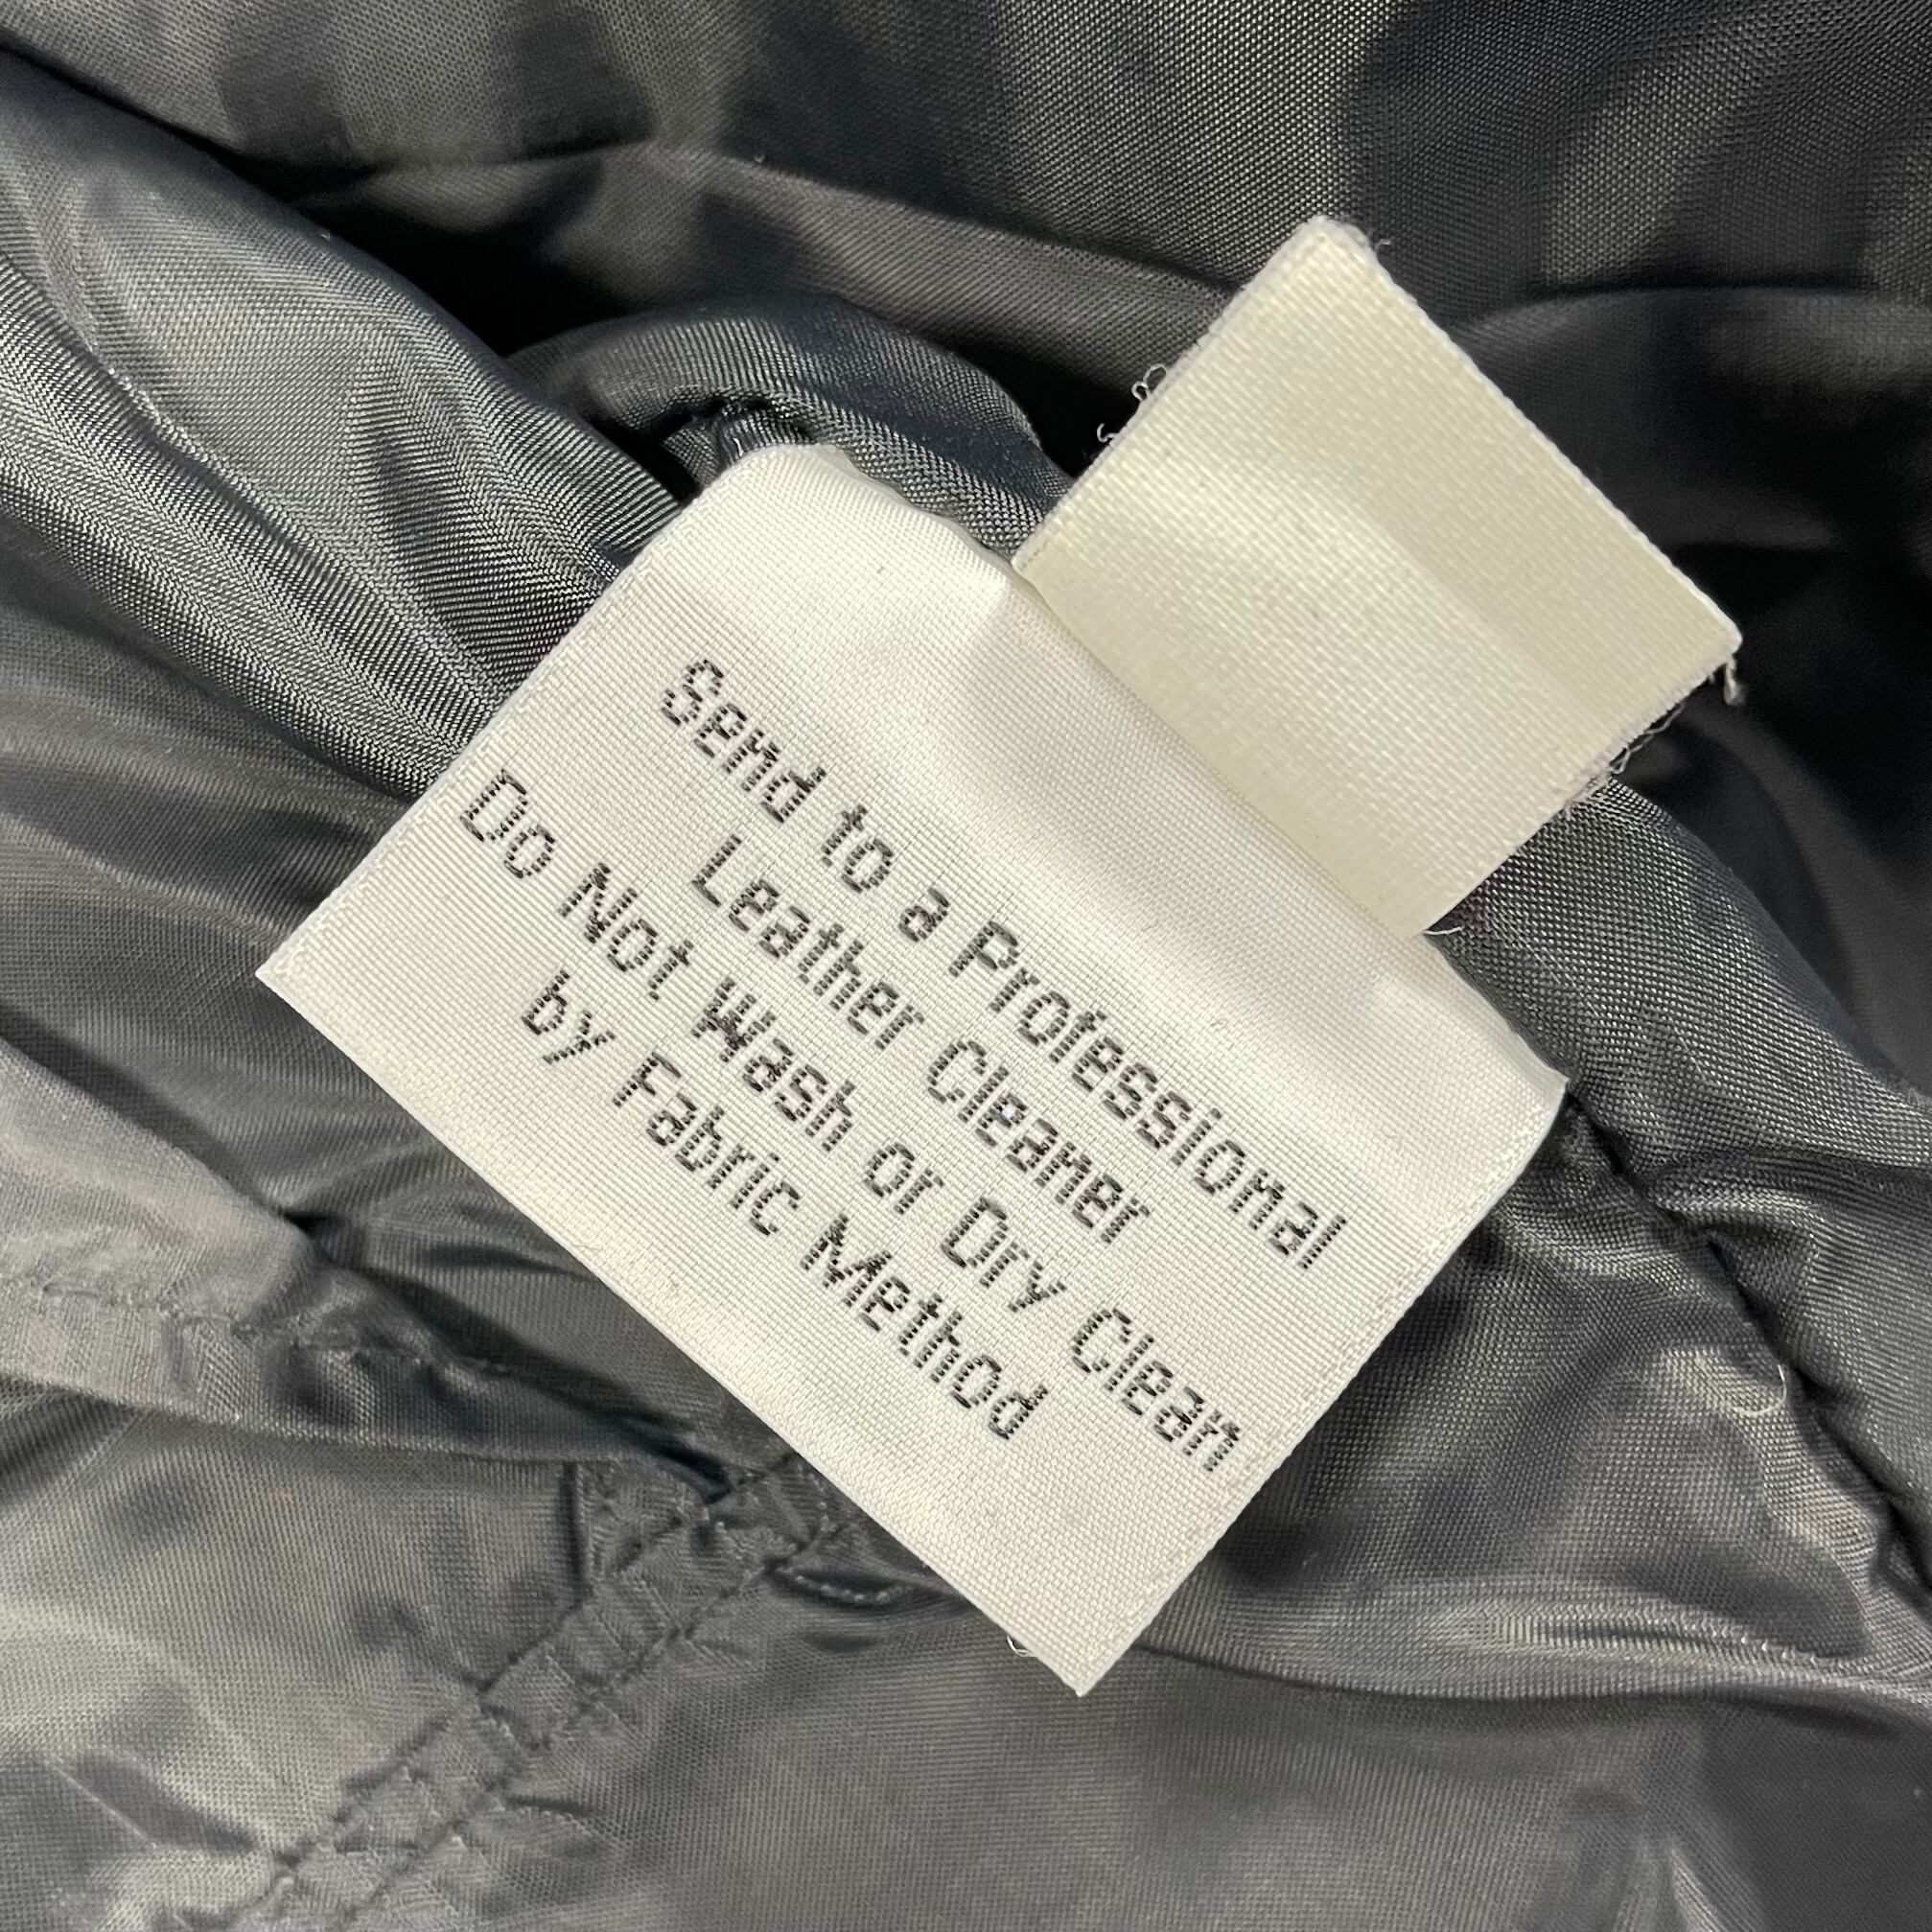 Send to a Professional
Leather Cleaner
Do Not Wash or Dry Clean
by Fabric Method